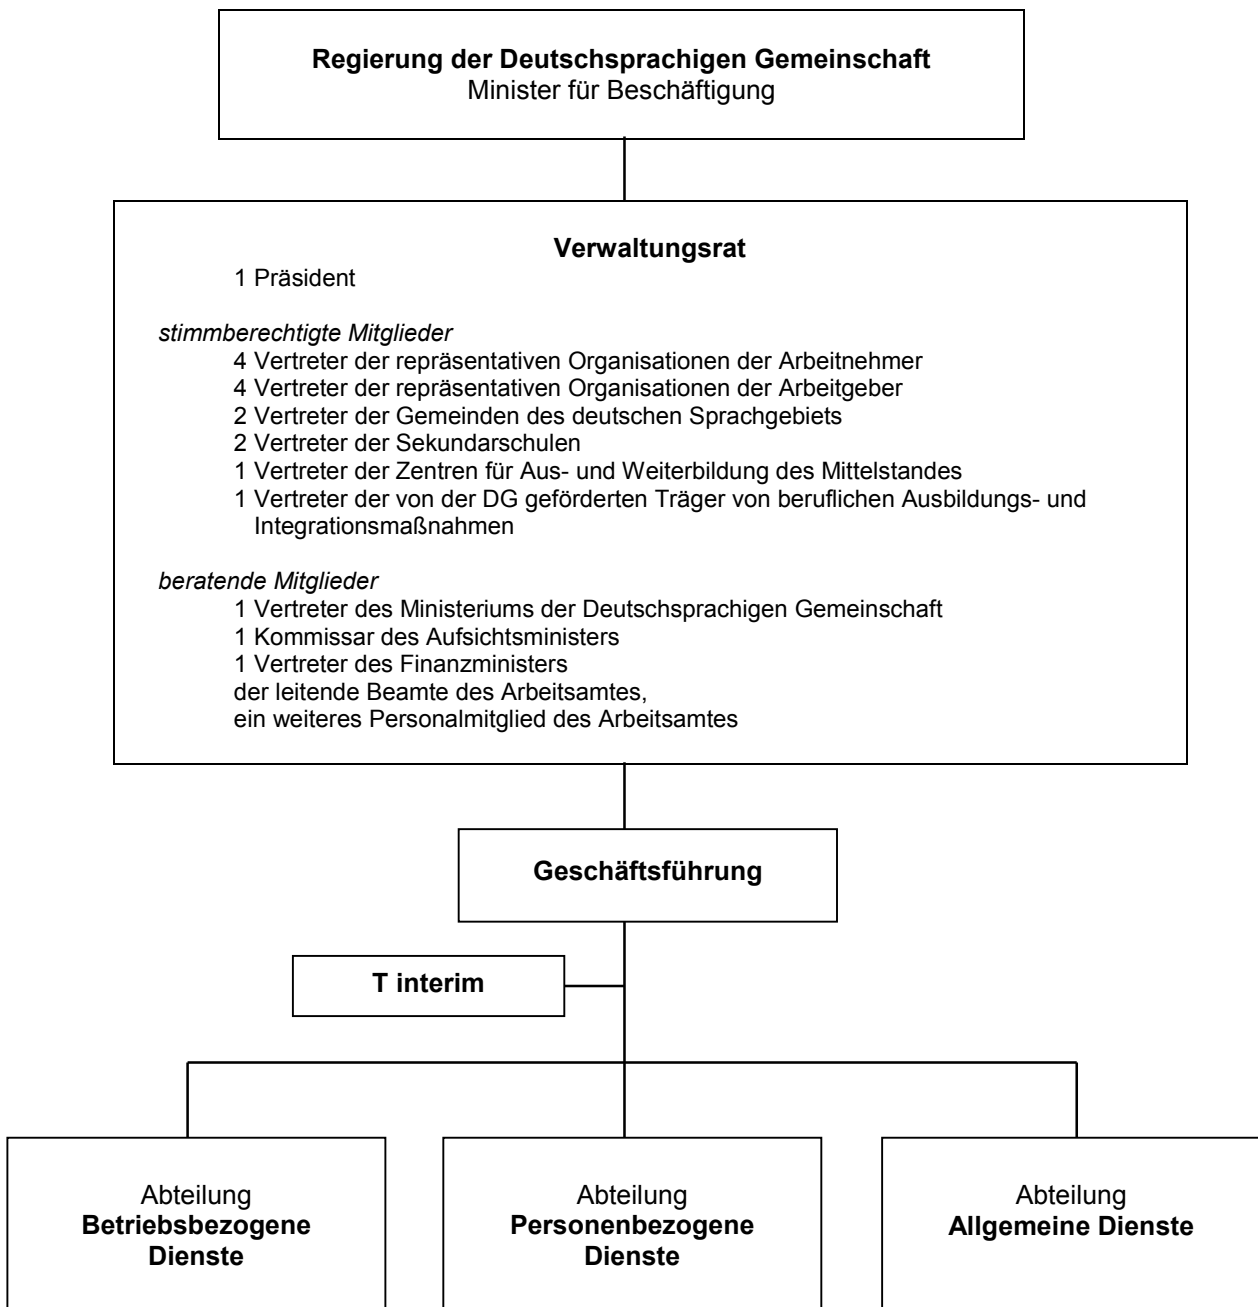 Regierung der Deutschsprachigen Gemeinschaft
Minister für Beschäftigung
Verwaltungsrat
1 Präsident
stimmberechtigte Mitglieder
4 Vertreter der repräsentativen Organisationen der Arbeitnehmer
4 Vertreter der repräsentativen Organisationen der Arbeitgeber
2 Vertreter der Gemeinden des deutschen Sprachgebiets
2 Vertreter der Sekundarschulen
1 Vertreter der Zentren für Aus- und Weiterbildung des Mittelstandes
1 Vertreter der von der DG geförderten Träger von beruflichen Ausbildungs- und
Integrationsmaßnahmen
beratende Mitglieder
1 Vertreter des Ministeriums der Deutschsprachigen Gemeinschaft
1 Kommissar des Aufsichtsministers
1 Vertreter des Finanzministers
der leitende Beamte des Arbeitsamtes,
ein weiteres Personalmitglied des Arbeitsamtes
Geschäftsführung
T interim
Abteilung
Betriebsbezogene
Dienste
Abteilung
Personenbezogene
Dienste
Abteilung
Allgemeine Dienste